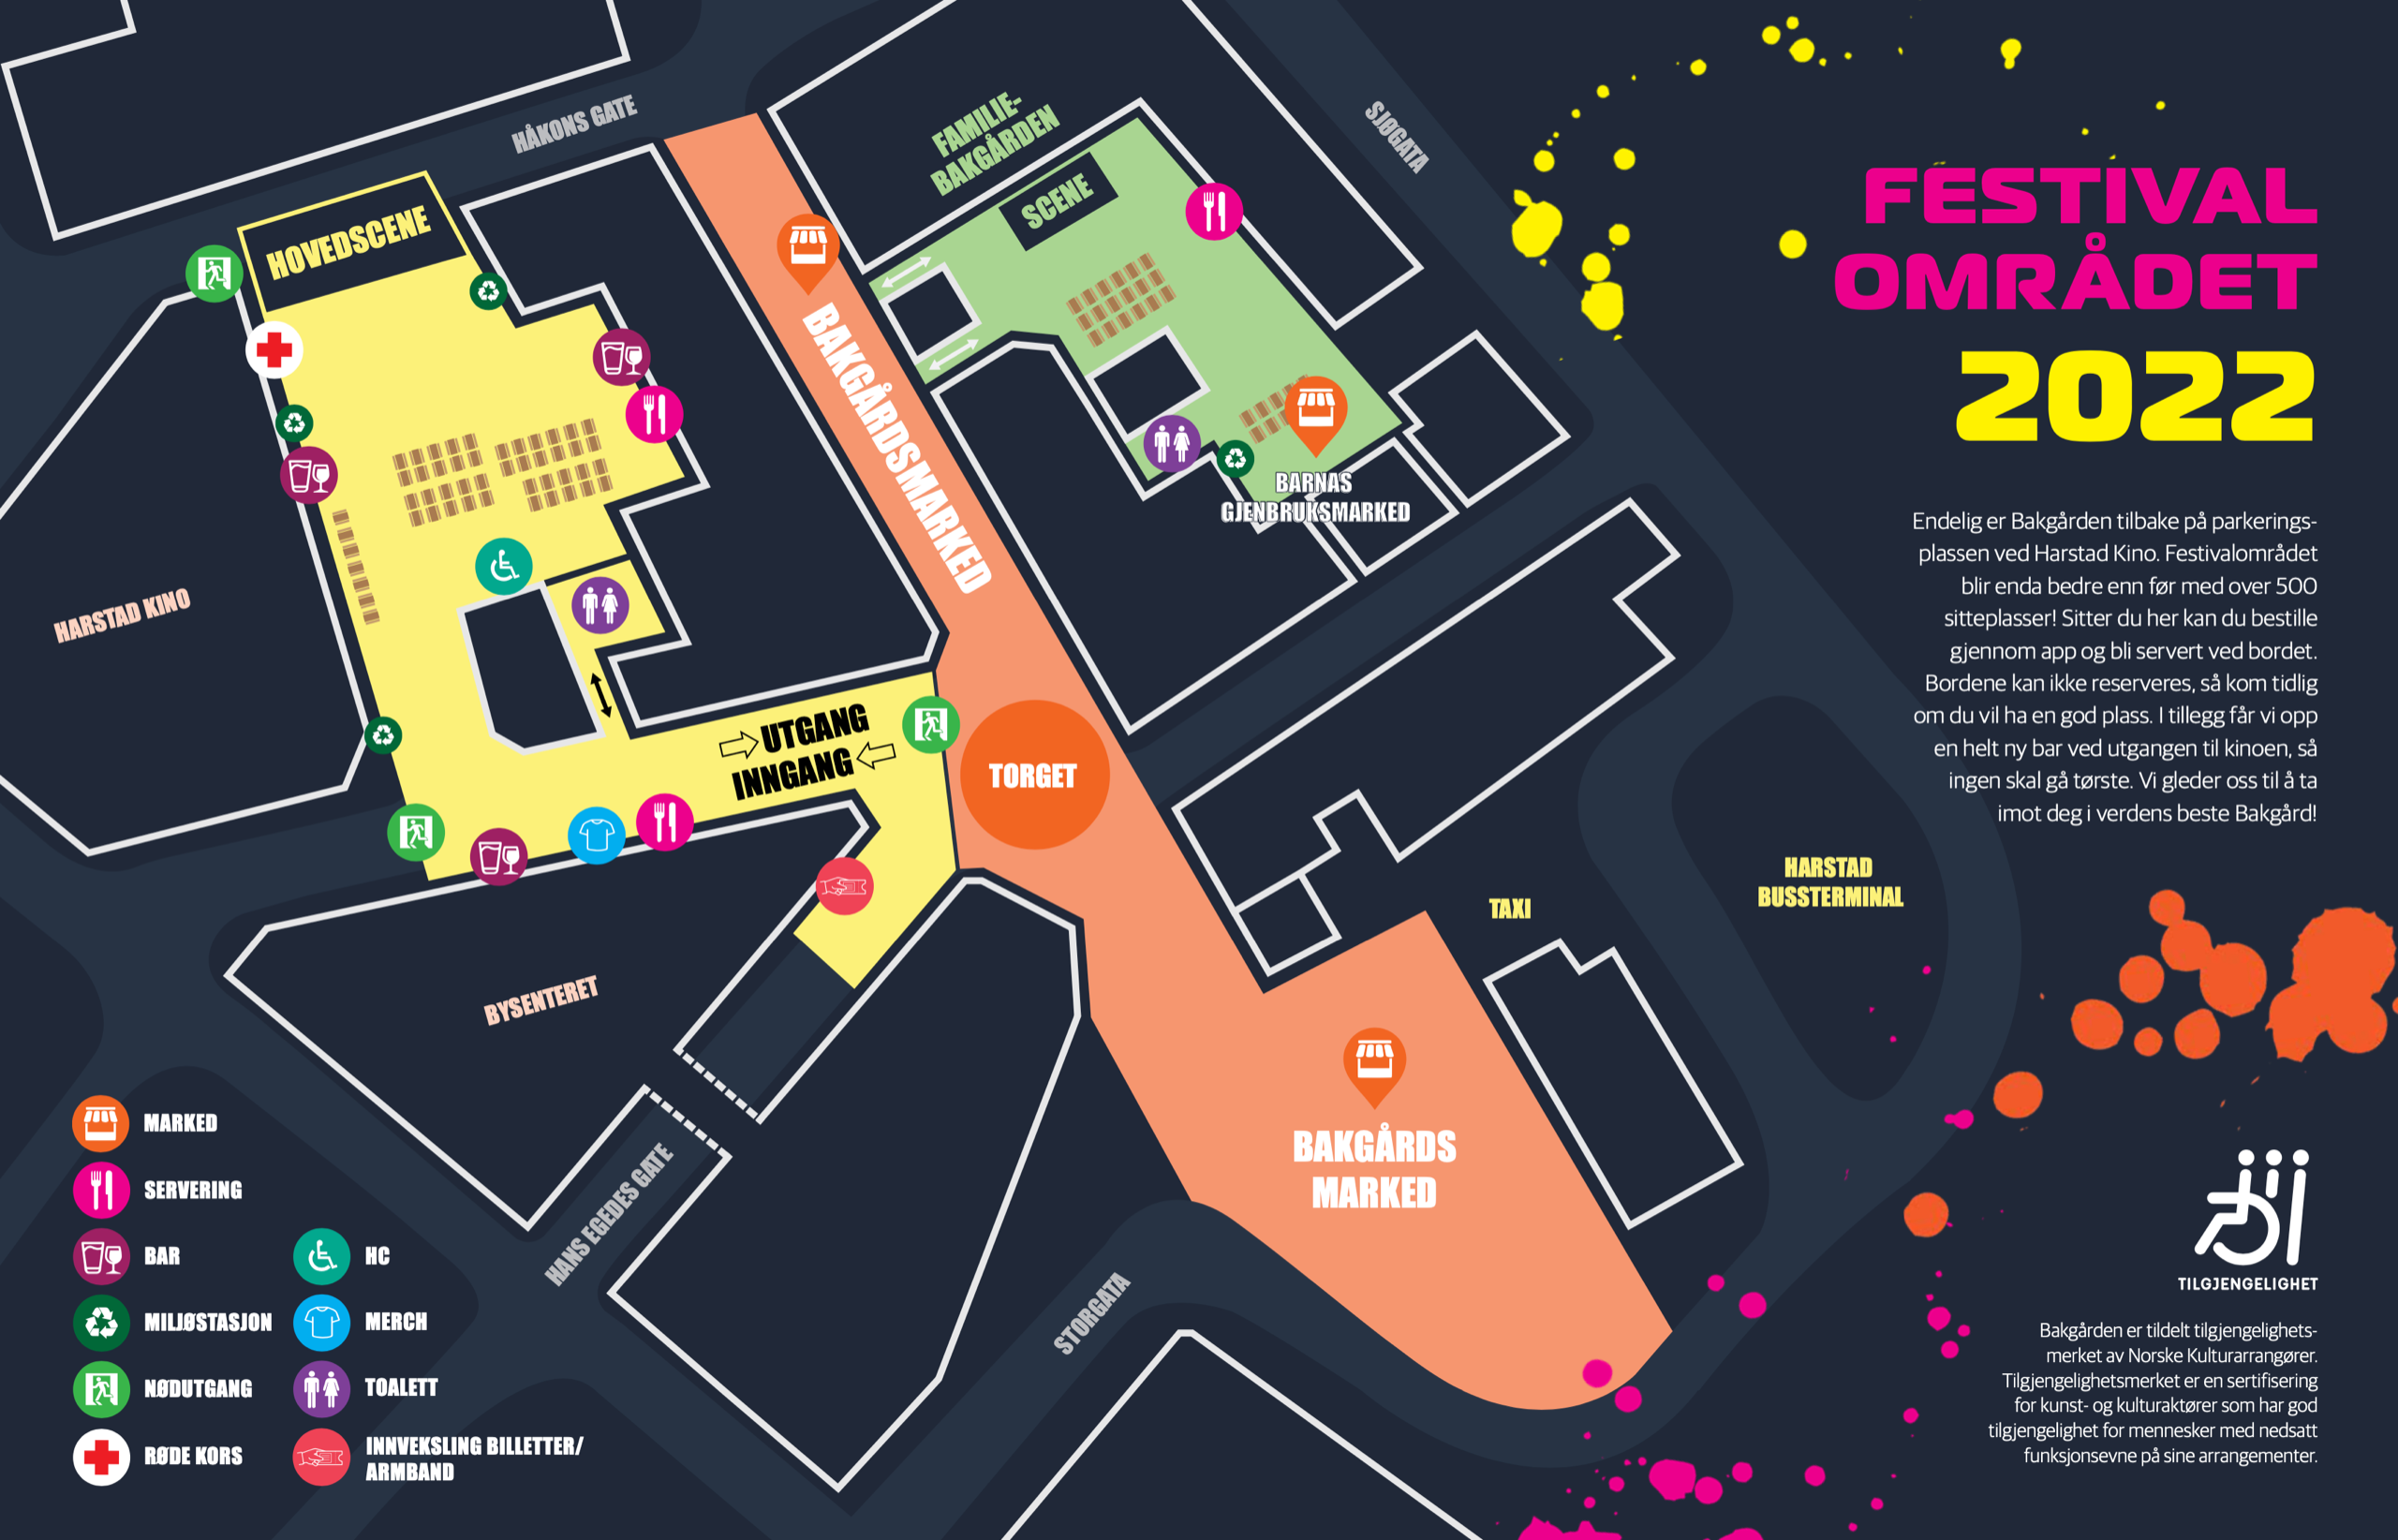 HÅKONS GATE
SJØGATA
FAMILIE-
BAKGÅRDEN
SCENE
HOVEDSCENE
BAKGÅRDSMARKED
BARNAS
GJENBRUKSMARKED
HARSTAD KINO
UTGANG
INNGANG
TORGET
TAXI
HARSTAD
BUSSTERMINAL
BYSENTERET
HANS EGEDES GATE
STORGATA
BAKGÅRDS
MARKED
MARKED
SERVERING
BAR
MILJØSTASJON
NØDUTGANG
RØDE KORS
HC
MERCH
TOALETT
INNVEKSLING BILLETTER/
ARMBAND
FESTIVAL
OMRÅDET
2022
Endelig er Bakgården tilbake på parkerings-
plassen ved Harstad Kino. Festivalområdet
blir enda bedre enn før med over 500
sitteplasser! Sitter du her kan du bestille
gjennom app og bli servert ved bordet.
Bordene kan ikke reserveres, så kom tidlig
om du vil ha en god plass. I tillegg får vi opp
en helt ny bar ved utgangen til kinoen, så
ingen skal gå tørste. Vi gleder oss til å ta
imot deg i verdens beste Bakgård!
TILGJENGELIGHET
Bakgården er tildelt tilgjengelighets-
merket av Norske Kulturarrangører.
Tilgjengelighetsmerket er en sertifisering
for kunst- og kulturaktører som har god
tilgjengelighet for mennesker med nedsatt
funksjonsevne på sine arrangementer.